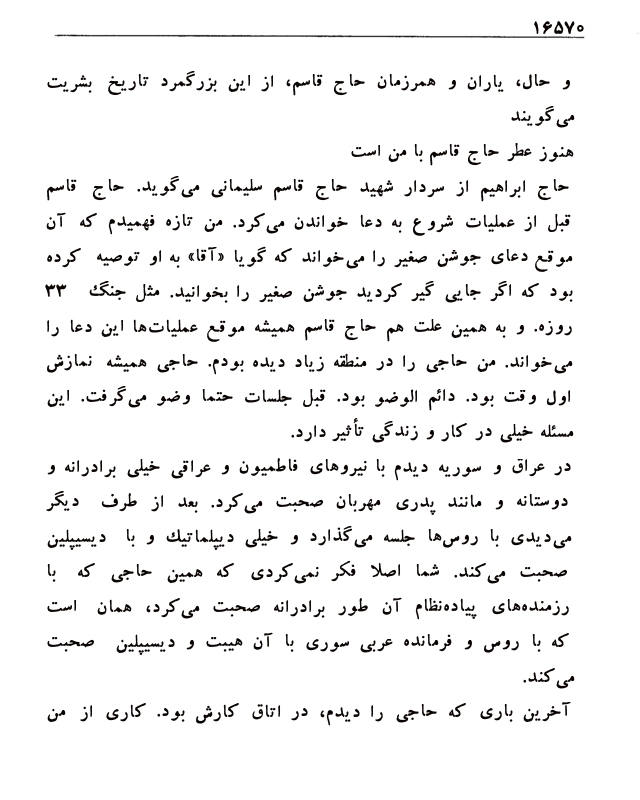 ۱۶۵۷۰
و حال، یاران و همرزمان حاج قاسم، از این بزرگمرد تاریخ بشریت
می‌گویند
هنوز عطر حاج قاسم با من است
حاج ابراهیم از سردار شهید حاج قاسم سلیمانی می‌گوید. حاج قاسم
قبل از عملیات شروع به دعا خواندن می‌کرد. من تازه فهمیدم که آن
موقع دعای جوشن صغیر را می‌خواند که گویا «آقا» به او توصیه کرده
بود که اگر جایی گیر کردید جوشن صغیر را بخوانید. مثل جنگ ۳۳
روزه. و به همین علت هم حاج قاسم همیشه موقع عملیات‌ها این دعا را
می‌خواند. من حاجی را در منطقه زیاد دیده بودم. حاجی همیشه نمازش
اول وقت بود. دائم الوضو بود. قبل جلسات حتما وضو می‌گرفت. این
مسئله خیلی در کار و زندگی تأثیر دارد.
در عراق و سوریه دیدم با نیروهای فاطمیون و عراقی خیلی برادرانه و
دوستانه و مانند پدری مهربان صحبت می‌کرد. بعد از طرف دیگر
می‌دیدی با روس‌ها جلسه می‌گذارد و خیلی دیپلماتیك و با دیسیپلین
صحبت می‌کند. شما اصلا فکر نمی‌کردی که همین حاجی که با
رزمنده‌های پیاده‌نظام آن طور برادرانه صحبت می‌کرد، همان است
که با روس و فرمانده عربی سوری با آن هیبت و دیسیپلین صحبت
می‌کند.
آخرین باری که حاجی را دیدم، در اتاق کارش بود. کاری از من